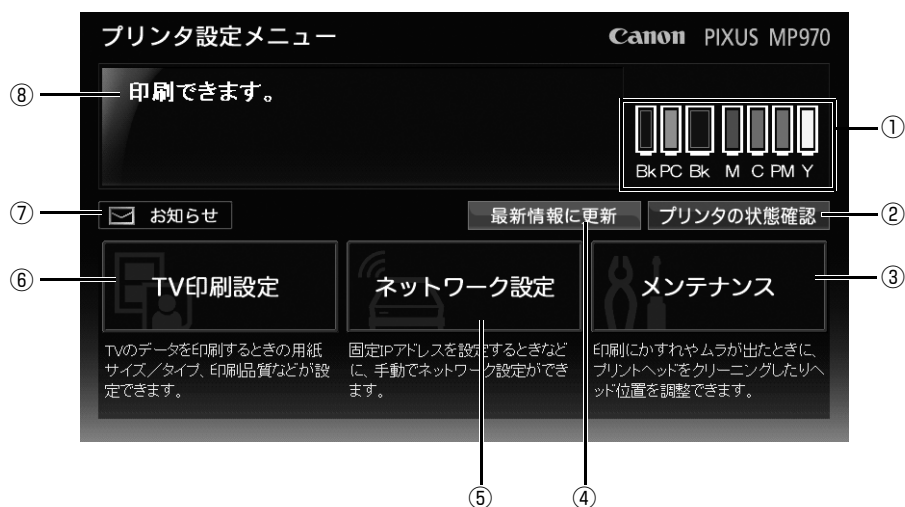 プリンタ設定メニュー
Canon PIXUS MP970
⑧
印刷できます。
①
Bk PC Bk M C PM Y
⑦
お知らせ
最新情報に更新
プリンタの状態確認
②
⑥
TV印刷設定
ネットワーク設定
メンテナンス
③
TVのデータを印刷するときの用紙
サイズ／タイプ、印刷品質などが設
定できます。
固定IPアドレスを設定するときなど
に、手動でネットワーク設定ができ
ます。
印刷にかすれやムラが出たときに、
プリントヘッドをクリーニングしたりヘ
ッド位置を調整できます。
⑤
④